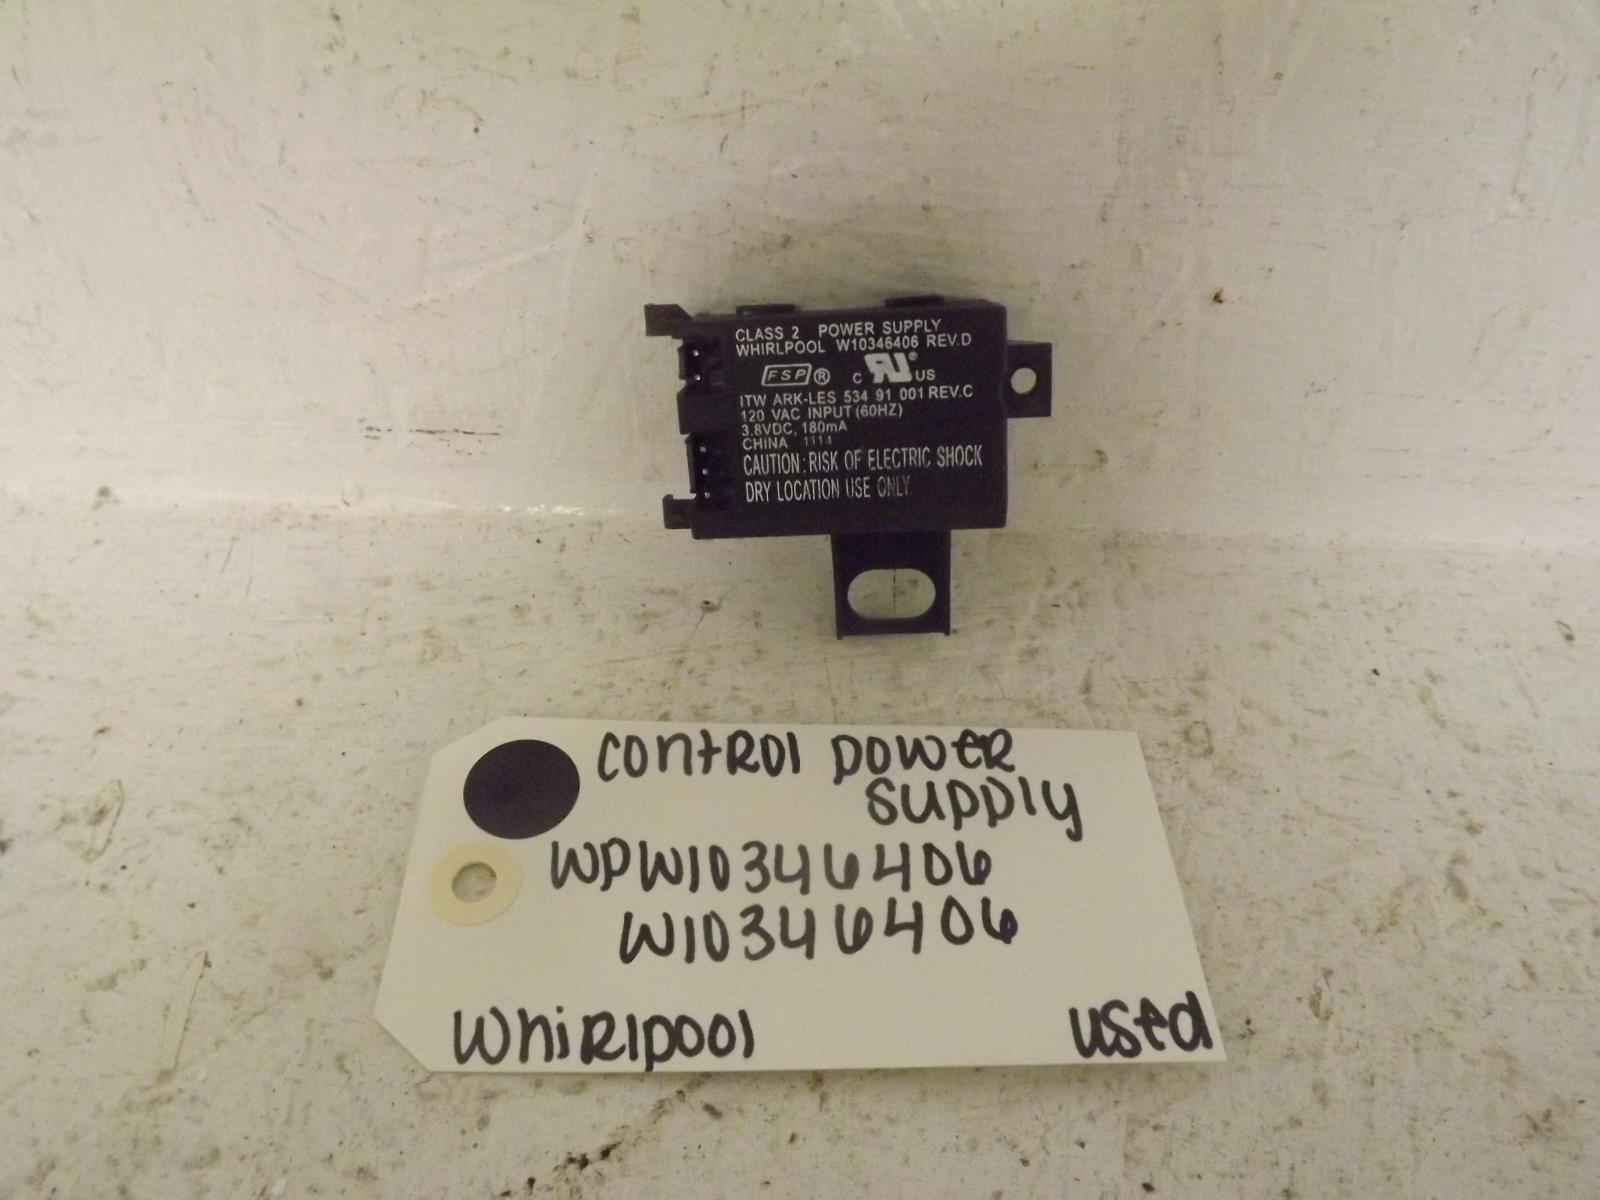 CLASS 2 POWER SUPPLY
WHIRLPOOL W10346406 REV.D
FSP ® C RU ® US
ITW ARK-LES 534 91 001 REV.C
120 VAC INPUT (60HZ)
3.8VDC, 180mA
CHINA 1114
CAUTION: RISK OF ELECTRIC SHOCK
DRY LOCATION USE ONLY.
contRol poweR
supply
WPW10346406
W10346406
WhiRlpool used